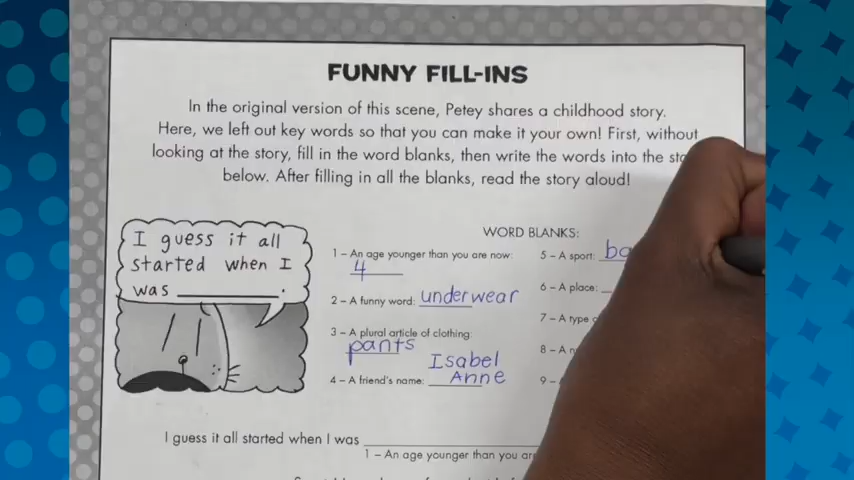 FUNNY FILL-INS
In the original version of this scene, Petey shares a childhood story.
Here, we left out key words so that you can make it your own! First, without
looking at the story, fill in the word blanks, then write the words into the
below. After filling in all the blanks, read the story aloud!
I guess it all
started when I
was ________.
WORD BLANKS:
1 – An age younger than you are now:
4
2 – A funny word: underwear
3 – A plural article of clothing:
pants
Isabel
4 – A friend's name: Anne
5 – A sport:
6 – A place:
7 – A type
8 – A
9 –
I guess it all started when I was
1 – An age younger than you